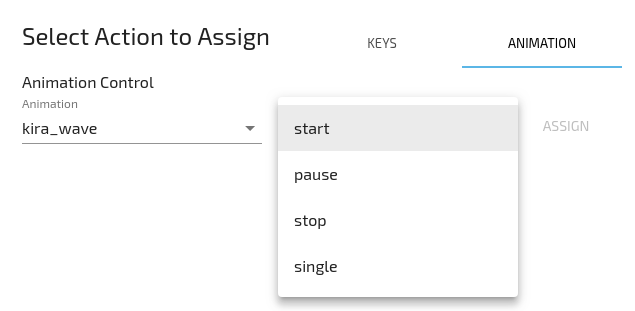 Select Action to Assign
KEYS
ANIMATION
Animation Control
Animation
kira_wave
start
pause
stop
single
ASSIGN